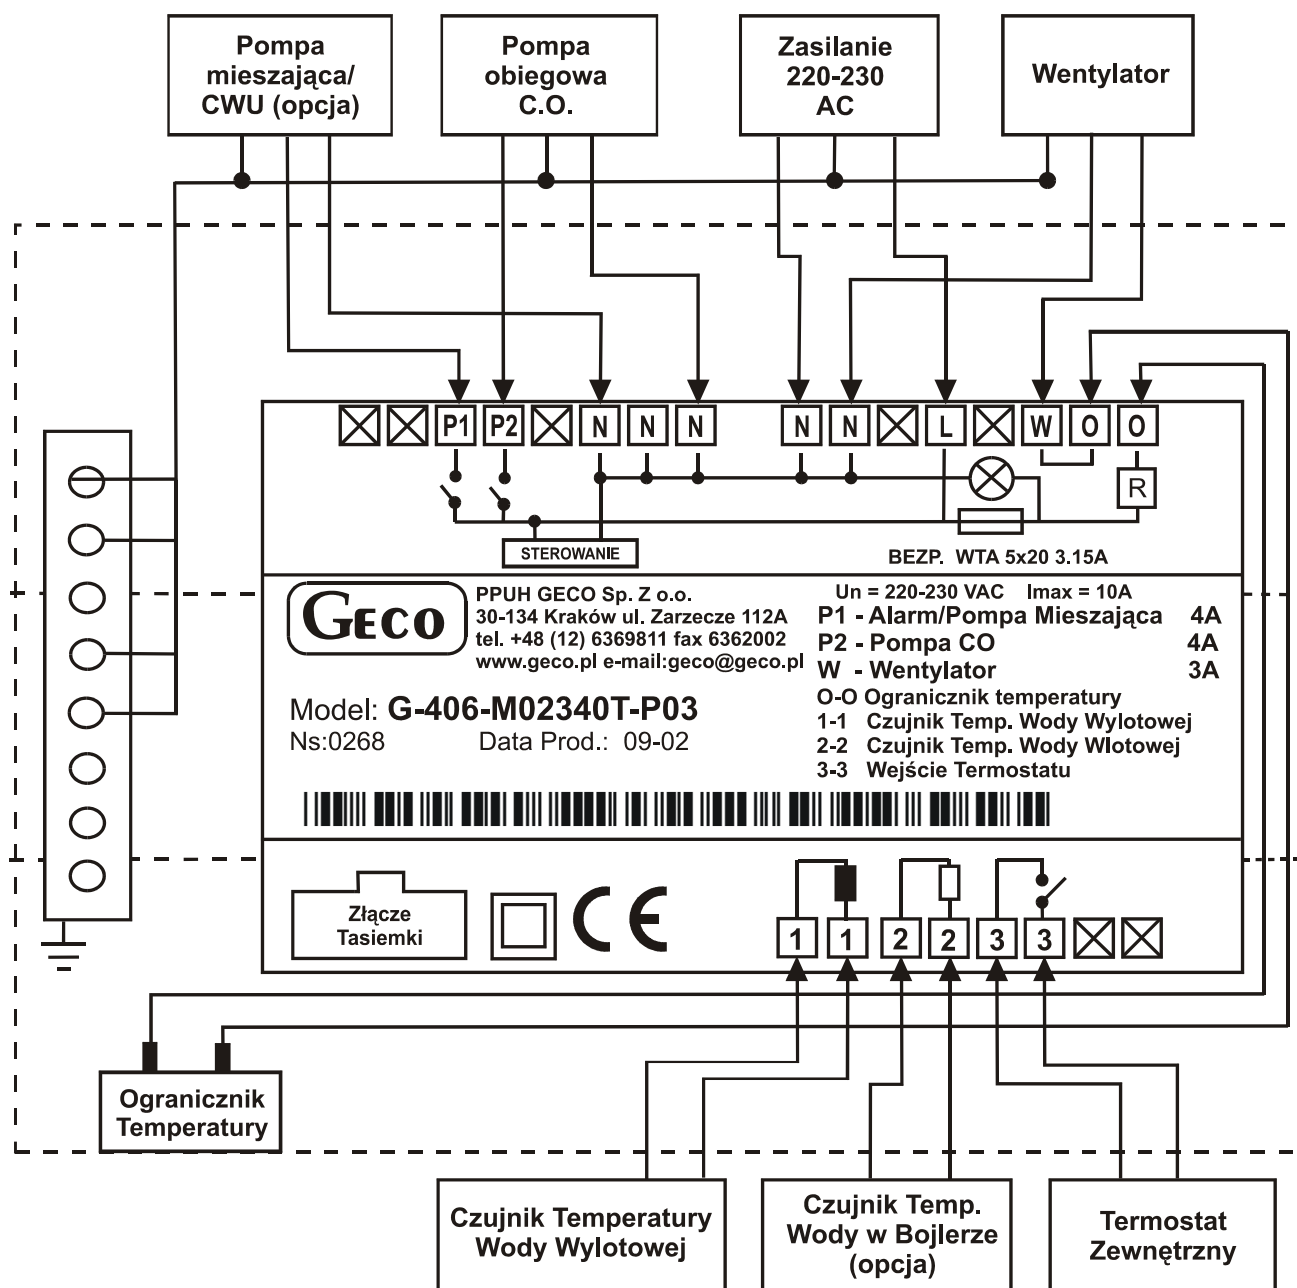 Pompa
mieszająca/
CWU (opcja)
Pompa
obiegowa
C.O.
Zasilanie
220-230
AC
Wentylator
P1 P2 N N N N N L W O O
R
STEROWANIE
BEZP. WTA 5x20 3.15A
GECO
PPUH GECO Sp. Z o.o.
30-134 Kraków ul. Zarzecze 112A
tel. +48 (12) 6369811 fax 6362002
www.geco.pl e-mail:geco@geco.pl
Model: G-406-M02340T-P03
Ns:0268 Data Prod.: 09-02
Un = 220-230 VAC Imax = 10A
P1 - Alarm/Pompa Mieszająca 4A
P2 - Pompa CO 4A
W - Wentylator 3A
O-O Ogranicznik temperatury
1-1 Czujnik Temp. Wody Wylotowej
2-2 Czujnik Temp. Wody Wlotowej
3-3 Wejście Termostatu
Złącze
Tasiemki
CE
1 1 2 2 3 3
Ogranicznik
Temperatury
Czujnik Temperatury
Wody Wylotowej
Czujnik Temp.
Wody w Bojlerze
(opcja)
Termostat
Zewnętrzny